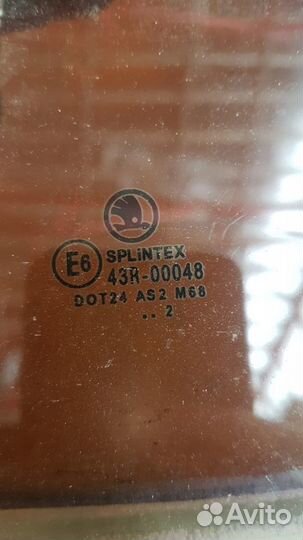 SPLINTEX
E6 43R-00048
DOT24 AS2 M68
.. 2
Avito